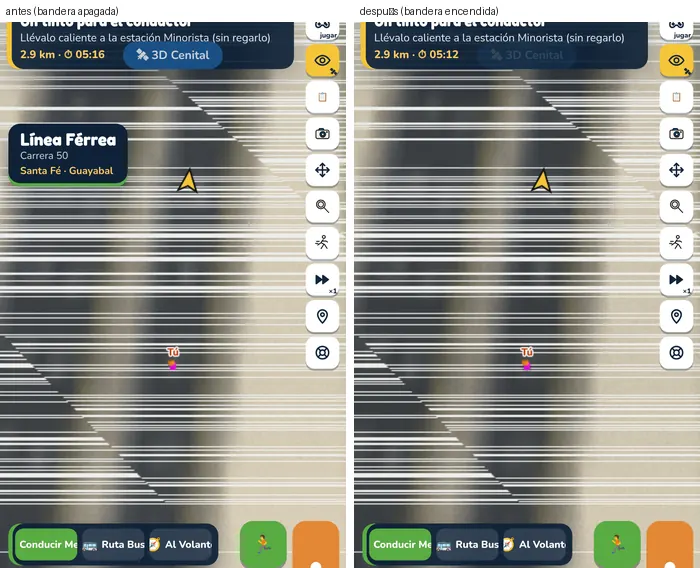 antes (bandera apagada)
Un tinto para el conductor
Llévalo caliente a la estación Minorista (sin regarlo)
2.9 km · ⏱ 05:16
3D Cenital
jugar
Línea Férrea
Carrera 50
Santa Fé · Guayabal
×1
Tú
Conducir Me
Ruta Bus
Al Volant
(bandera encendida)
Un tinto para el conductor
Llévalo caliente a la estación Minorista (sin regarlo)
2.9 km · ⏱ 05:12
3D Cenital
jugar
×1
Tú
Conducir Me
Ruta Bus
Al Volant